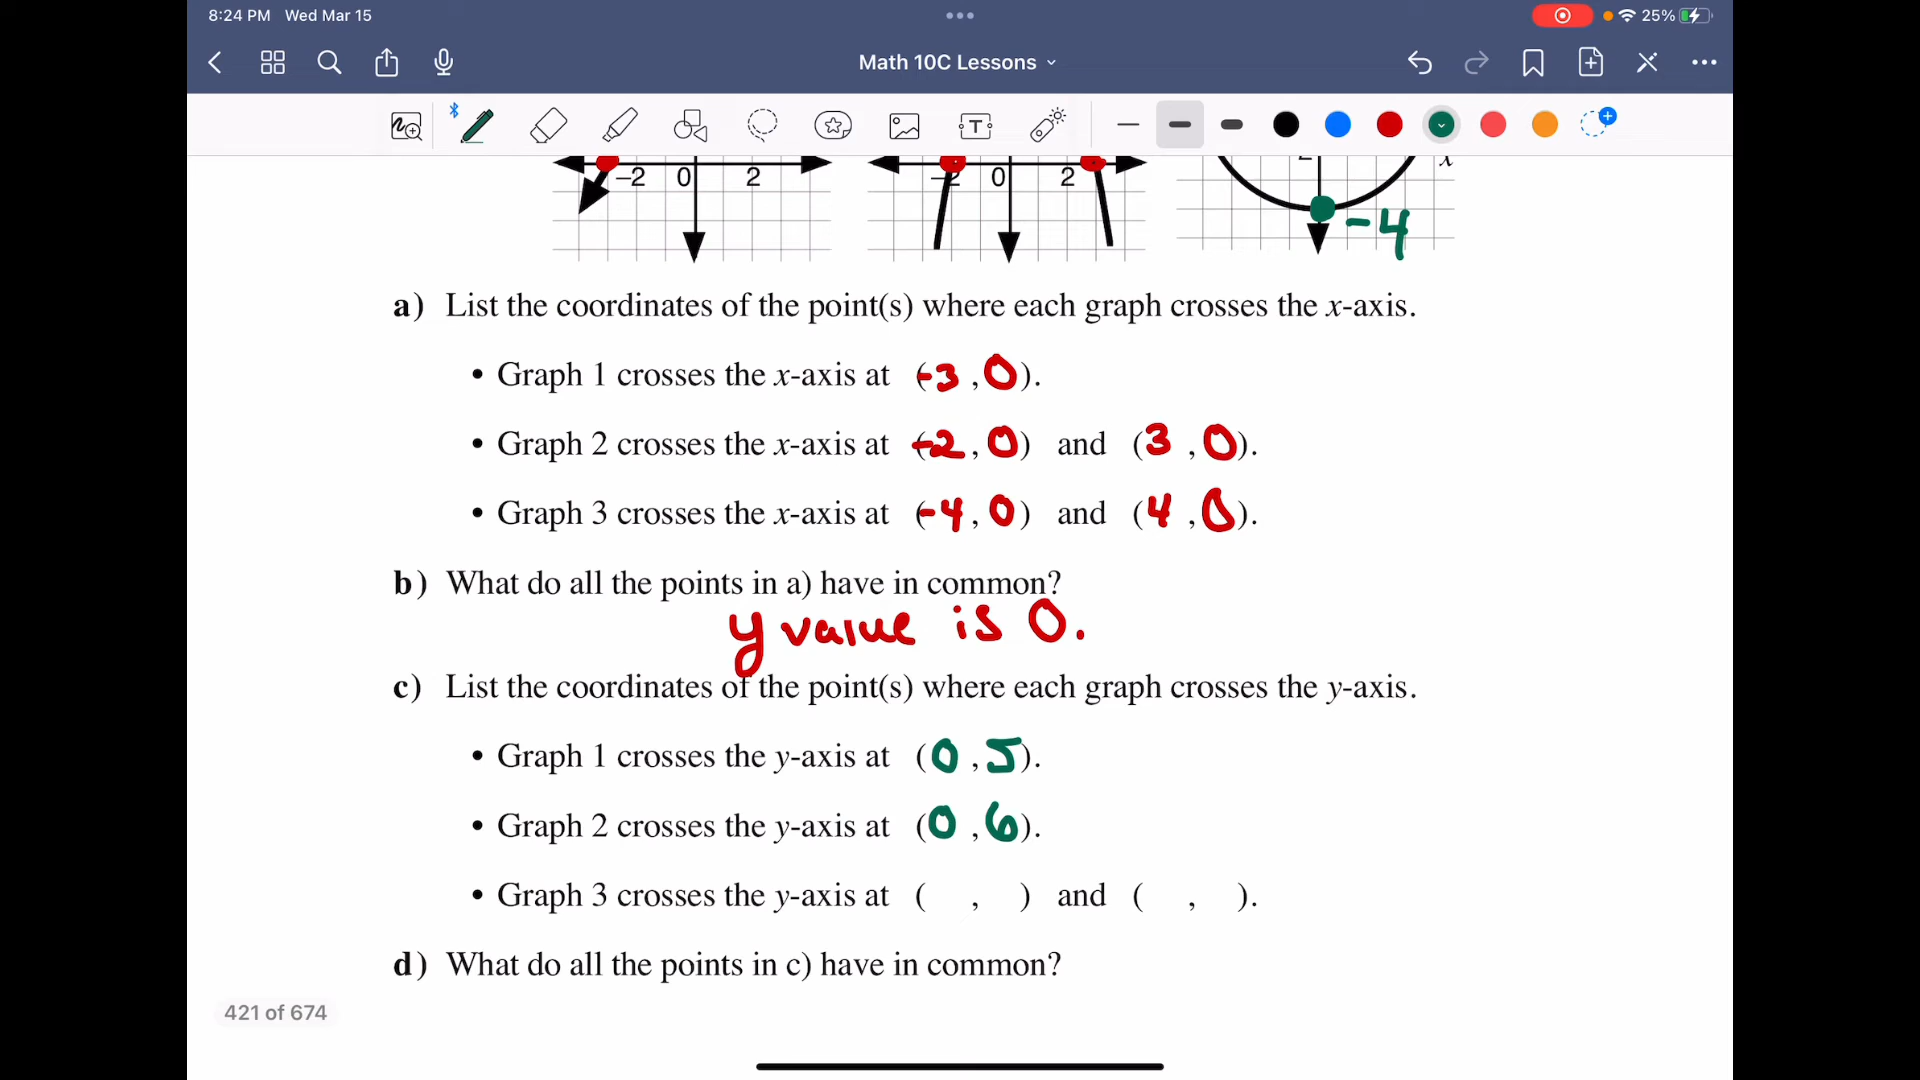 8:24 PM Wed Mar 15
25%
Math 10C Lessons
T
-2 0 2
-2 0 2
x
-4
a) List the coordinates of the point(s) where each graph crosses the x-axis.
• Graph 1 crosses the x-axis at (-3, 0).
• Graph 2 crosses the x-axis at (-2, 0) and (3, 0).
• Graph 3 crosses the x-axis at (-4, 0) and (4, 0).
b) What do all the points in a) have in common?
y value is 0.
c) List the coordinates of the point(s) where each graph crosses the y-axis.
• Graph 1 crosses the y-axis at (0, 5).
• Graph 2 crosses the y-axis at (0, 6).
• Graph 3 crosses the y-axis at ( , ) and ( , ).
d) What do all the points in c) have in common?
421 of 674